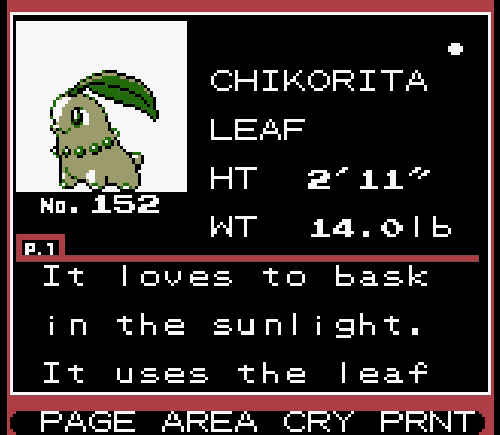 CHIKORITA
LEAF
HT 2'11"
No. 152
WT 14.0lb
P.1
It loves to bask
in the sunlight.
It uses the leaf
PAGE AREA CRY PRNT